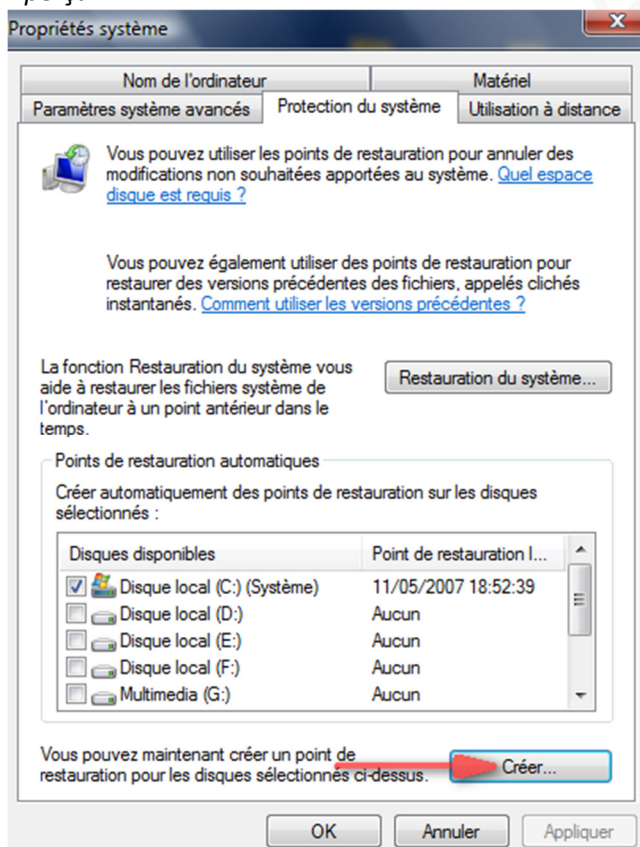 Propriétés système
Nom de l'ordinateur
Matériel
Paramètres système avancés
Protection du système
Utilisation à distance
Vous pouvez utiliser les points de restauration pour annuler des
modifications non souhaitées apportées au système. Quel espace
disque est requis ?
Vous pouvez également utiliser des points de restauration pour
restaurer des versions précédentes des fichiers, appelés clichés
instantanés. Comment utiliser les versions précédentes ?
La fonction Restauration du système vous
aide à restaurer les fichiers système de
l'ordinateur à un point antérieur dans le
temps.
Restauration du système...
Points de restauration automatiques
Créer automatiquement des points de restauration sur les disques
sélectionnés :
Disques disponibles Point de restauration l...
Disque local (C:) (Système) 11/05/2007 18:52:39
Disque local (D:) Aucun
Disque local (E:) Aucun
Disque local (F:) Aucun
Multimedia (G:) Aucun
Vous pouvez maintenant créer un point de
restauration pour les disques sélectionnés ci-dessus.
Créer...
OK Annuler Appliquer